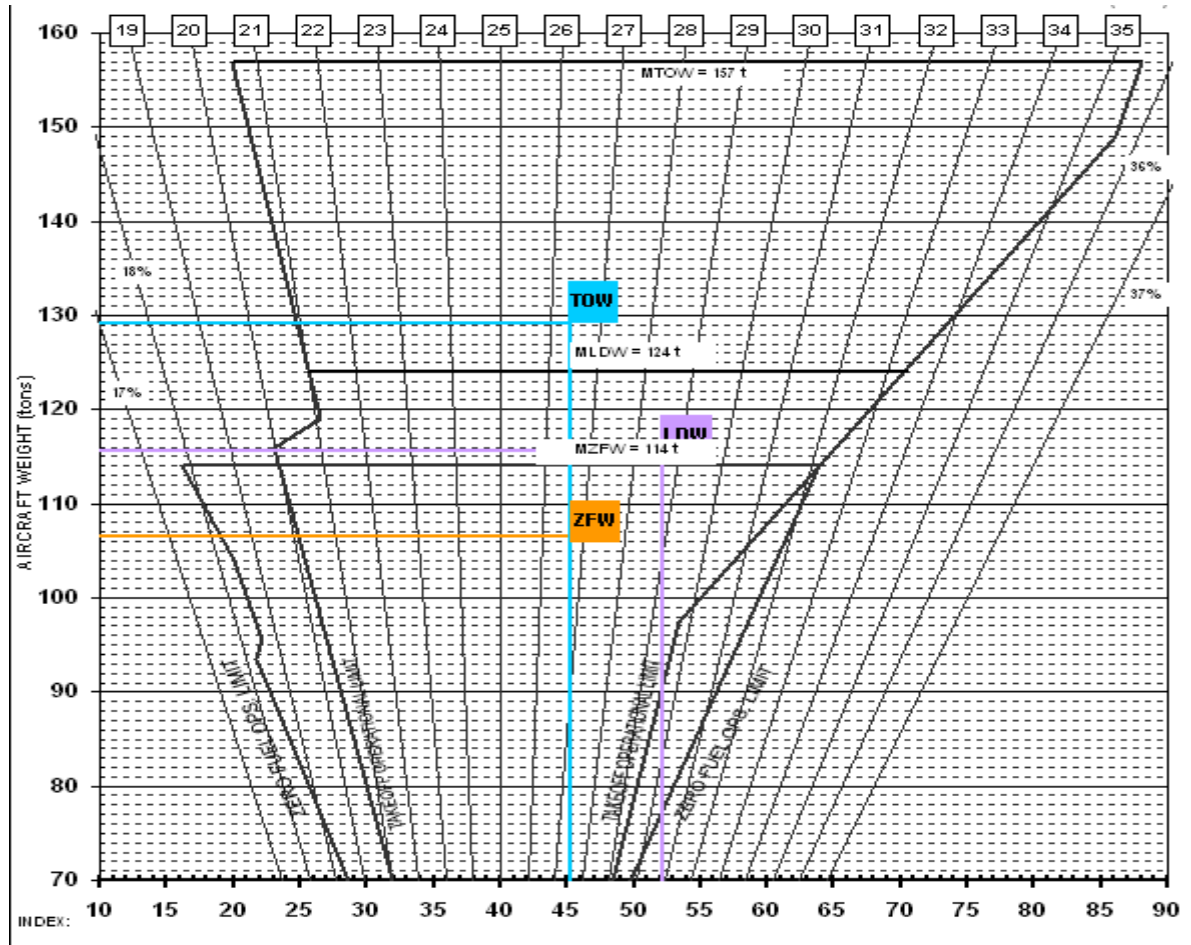 19 20 21 22 23 24 25 26 27 28 29 30 31 32 33 34 35
160
MTOW = 157 t
150
36%
140
18%
37%
TOW
130
MLDW = 124 t
17%
120
LDW
MZFW = 114 t
110
ZFW
AIRCRAFT WEIGHT (tons)
100
90
ZERO FUEL OPS. LIMIT
TAKEOFF OPERATIONAL LIMIT
TAKEOFF OPERATIONAL LIMIT
ZERO FUEL OPS. LIMIT
80
70
10 15 20 25 30 35 40 45 50 55 60 65 70 75 80 85 90
INDEX: